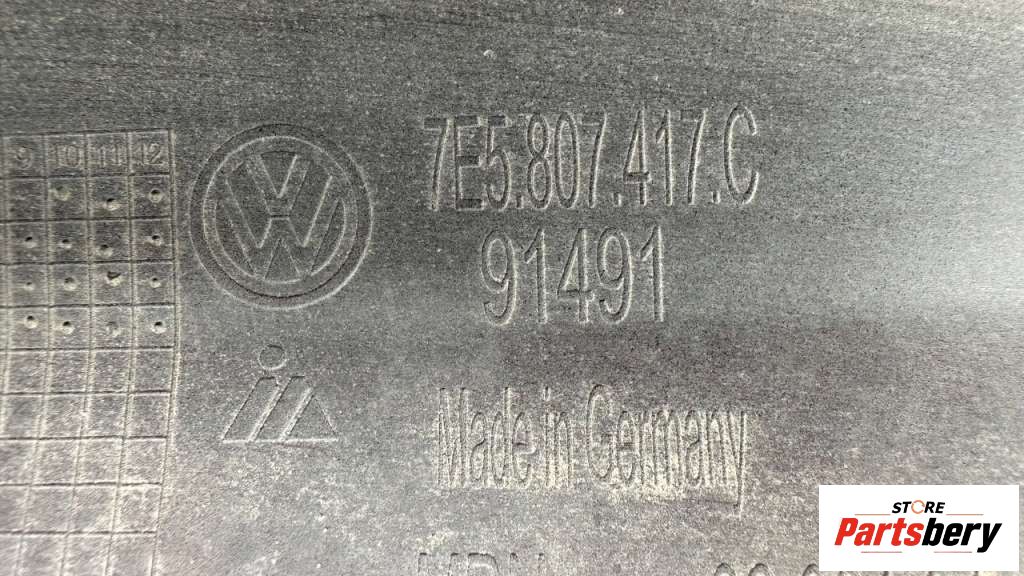 9 10 11 12
7E5.807.417.C
91491
Made in Germany
STORE
Partsbery